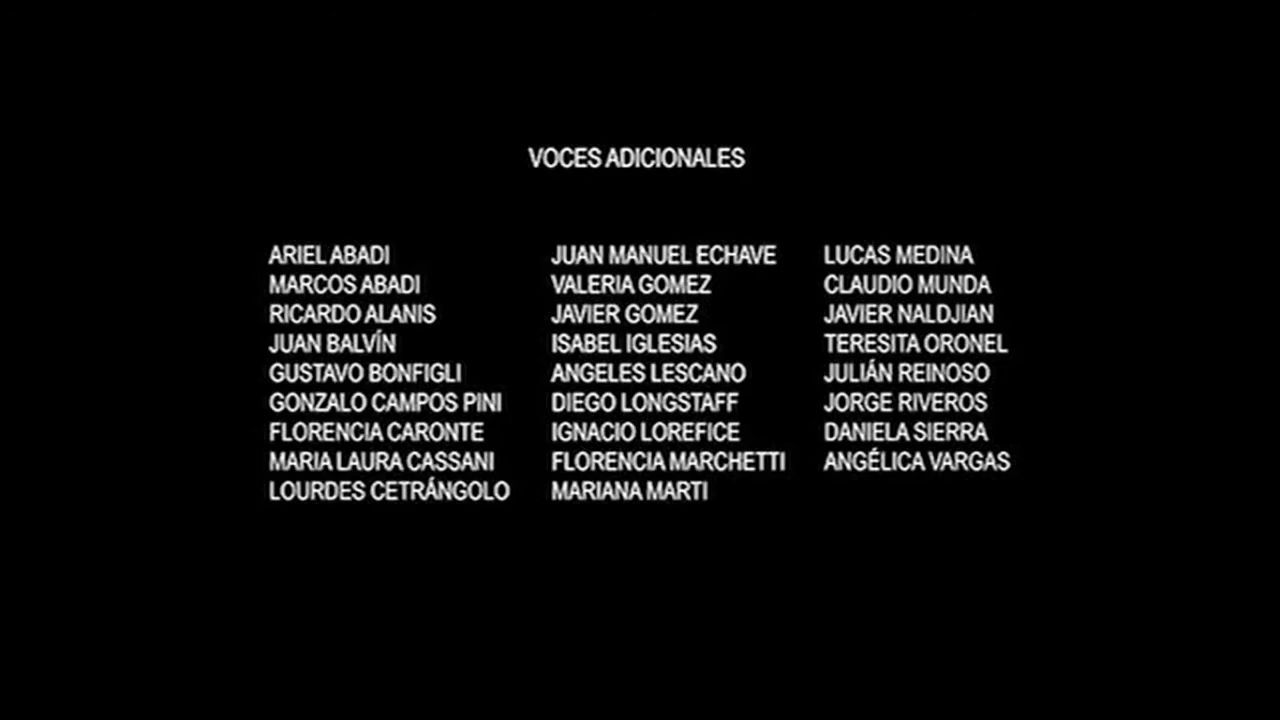 VOCES ADICIONALES
ARIEL ABADI
MARCOS ABADI
RICARDO ALANIS
JUAN BALVÍN
GUSTAVO BONFIGLI
GONZALO CAMPOS PINI
FLORENCIA CARONTE
MARIA LAURA CASSANI
LOURDES CETRÁNGOLO
JUAN MANUEL ECHAVE
VALERIA GOMEZ
JAVIER GOMEZ
ISABEL IGLESIAS
ANGELES LESCANO
DIEGO LONGSTAFF
IGNACIO LOREFICE
FLORENCIA MARCHETTI
MARIANA MARTI
LUCAS MEDINA
CLAUDIO MUNDA
JAVIER NALDJIAN
TERESITA ORONEL
JULIÁN REINOSO
JORGE RIVEROS
DANIELA SIERRA
ANGÉLICA VARGAS